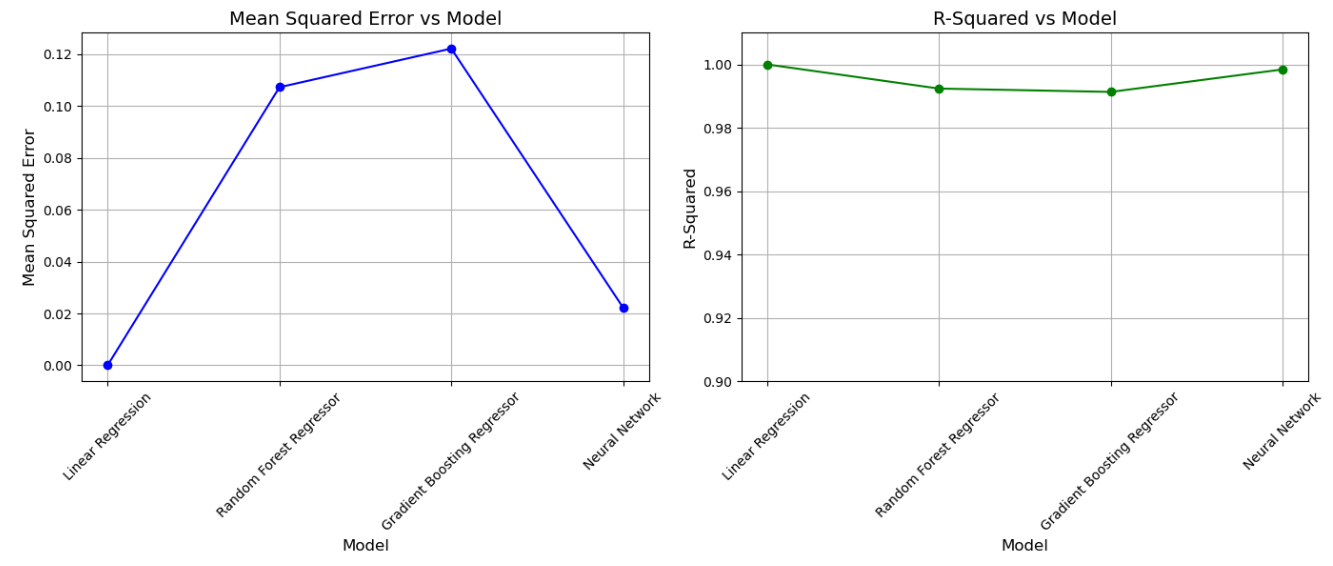 Mean Squared Error vs Model
Mean Squared Error
0.12
0.10
0.08
0.06
0.04
0.02
0.00
Linear Regression
Random Forest Regressor
Gradient Boosting Regressor
Neural Network
Model
R-Squared vs Model
R-Squared
1.00
0.98
0.96
0.94
0.92
0.90
Linear Regression
Random Forest Regressor
Gradient Boosting Regressor
Neural Network
Model